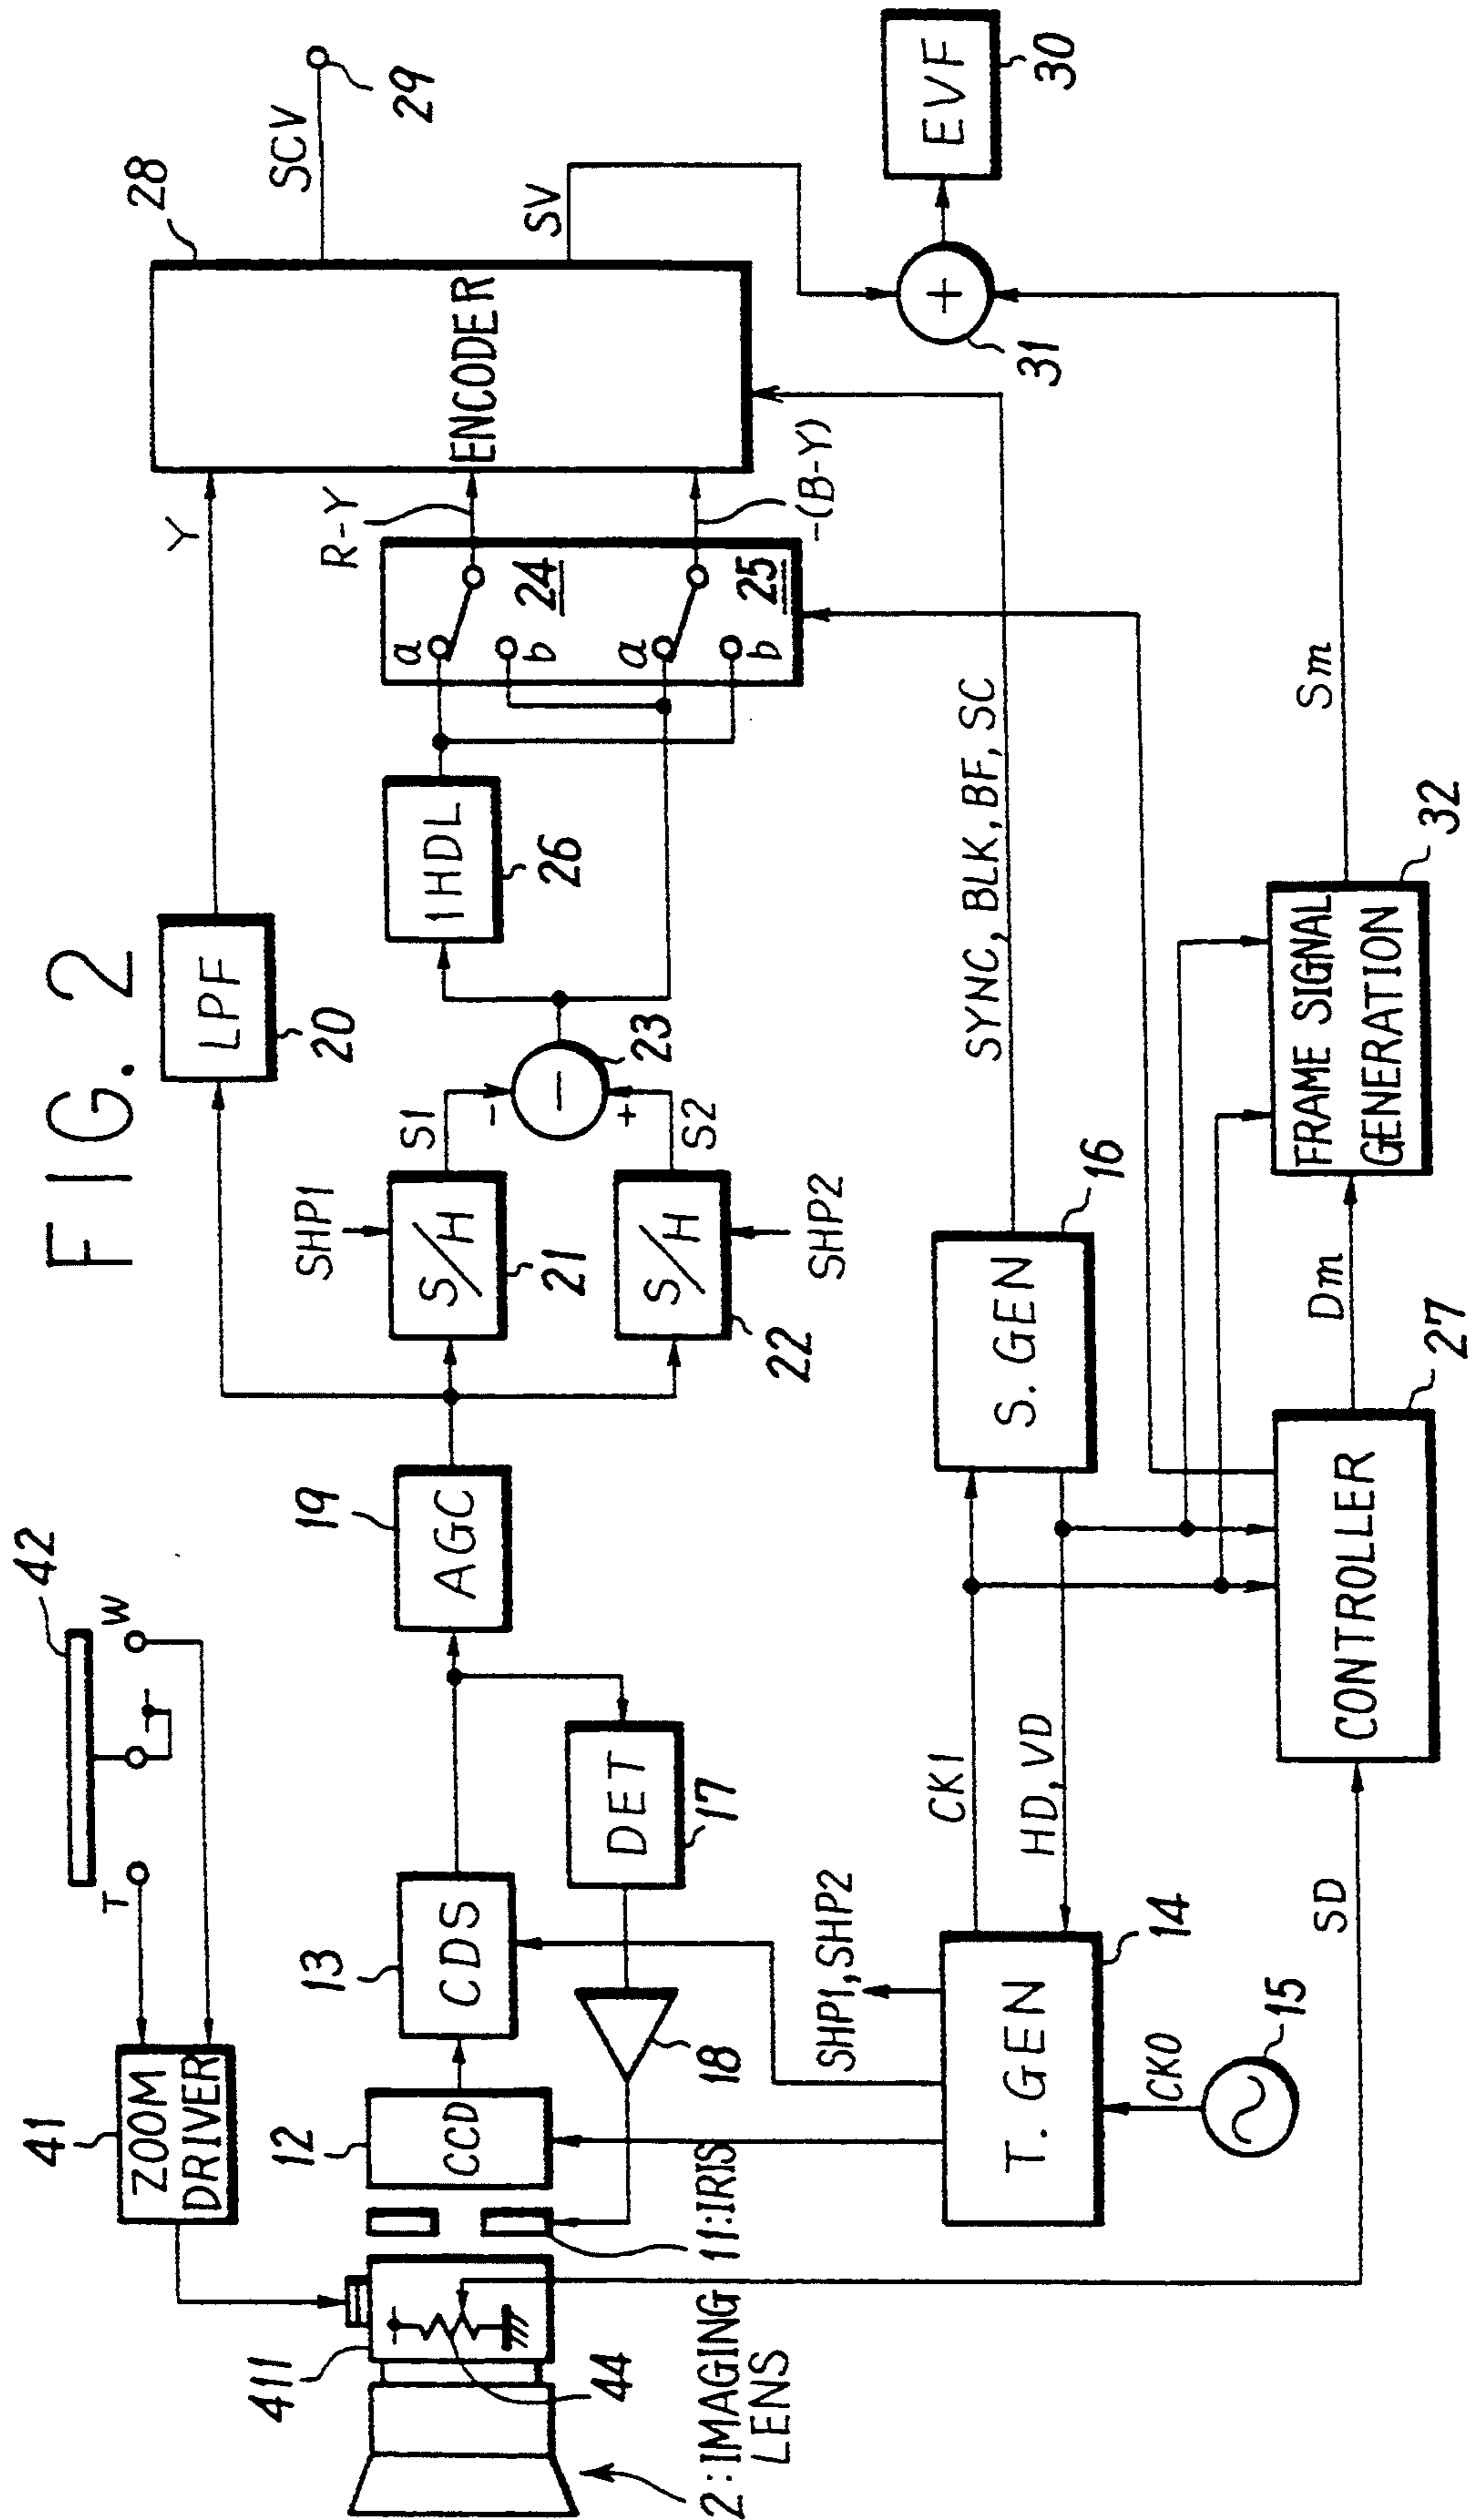 FIG. 2
42
T
W
41
ZOOM
DRIVER
411
44
2:IMAGING
LENS
11:IRIS
12
CCD
13
CDS
DET
17
18
19
AGC
LPF
20
Y
SHP1
S/H
21
S1
-
−
+
23
S/H
22
SHP2
S2
1HDL
26
a
b
24
a
b
25
R-Y
-(B-Y)
ENCODER
28
SCV
29
SV
EVF
30
+
31
T. GEN
14
CK0
15
SHP1,SHP2
CK1
HD,VD
S. GEN
16
SYNC,BLK,BF,SC
SD
CONTROLLER
27
Dm
FRAME SIGNAL
GENERATION
32
Sm